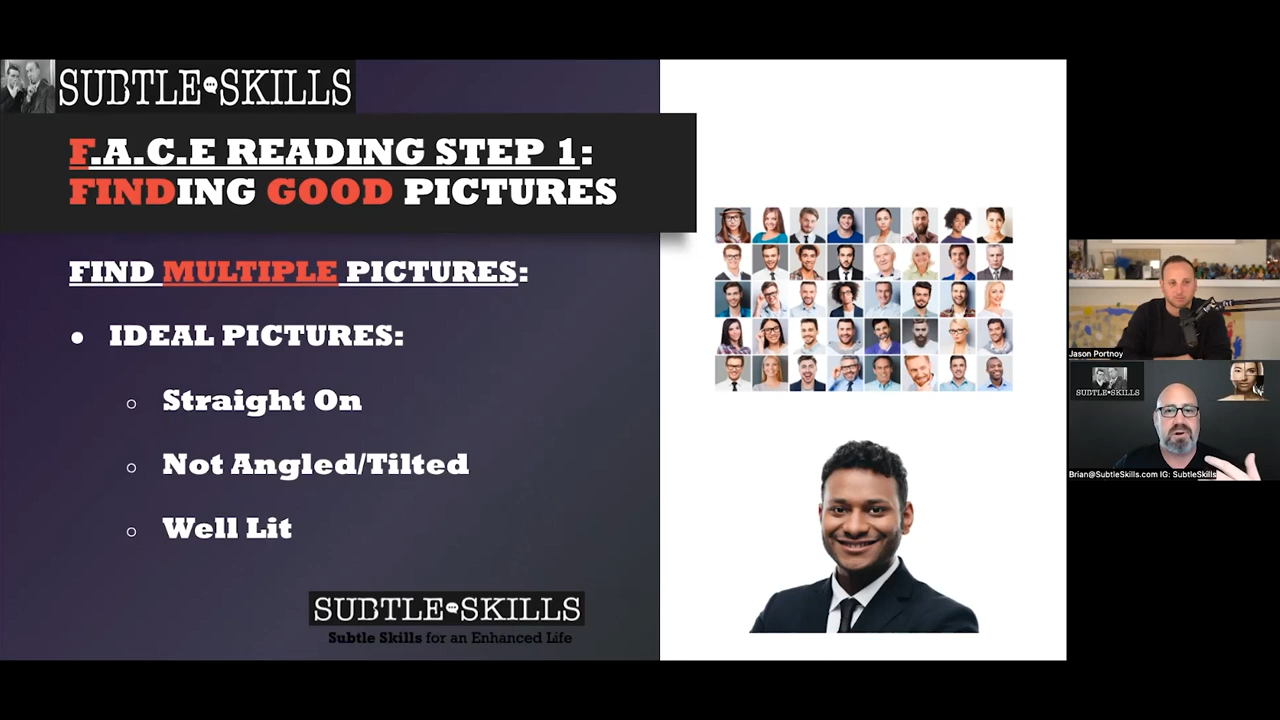 SUBTLE SKILLS
F.A.C.E READING STEP 1:
FINDING GOOD PICTURES
FIND MULTIPLE PICTURES:
● IDEAL PICTURES:
○ Straight On
○ Not Angled/Tilted
○ Well Lit
SUBTLE SKILLS
Subtle Skills for an Enhanced Life
Jason Portnoy
SUBTLE SKILLS
Brian@SubtleSkills.com IG: SubtleSkills